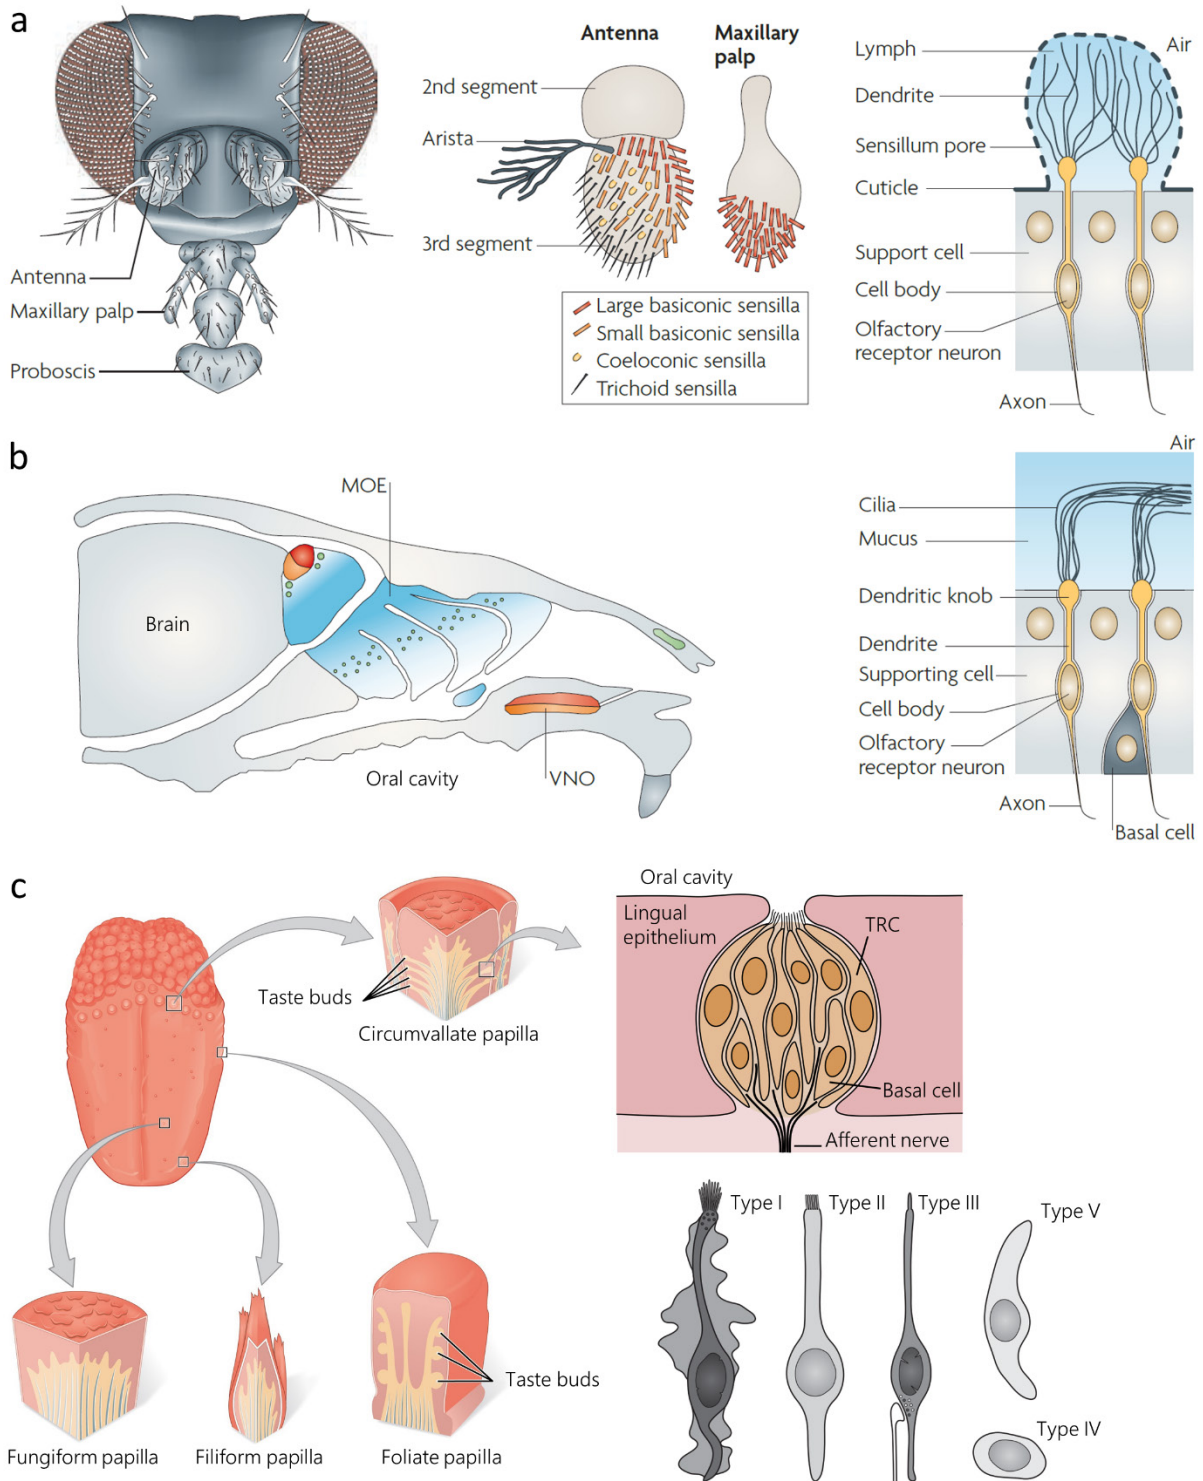 a
Antenna
Maxillary palp
Proboscis
Antenna
Maxillary
palp
2nd segment
Arista
3rd segment
Large basiconic sensilla
Small basiconic sensilla
Coeloconic sensilla
Trichoid sensilla
Lymph
Air
Dendrite
Sensillum pore
Cuticle
Support cell
Cell body
Olfactory
receptor neuron
Axon
b
MOE
Brain
Oral cavity
VNO
Air
Cilia
Mucus
Dendritic knob
Dendrite
Supporting cell
Cell body
Olfactory
receptor neuron
Axon
Basal cell
c
Taste buds
Circumvallate papilla
Oral cavity
Lingual
epithelium
TRC
Basal cell
Afferent nerve
Fungiform papilla
Filiform papilla
Foliate papilla
Taste buds
Type I
Type II
Type III
Type V
Type IV